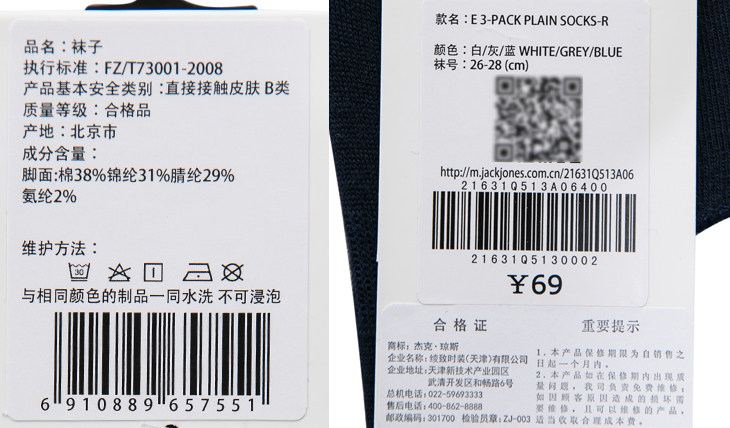 品名：袜子
执行标准：FZ/T73001-2008
产品基本安全类别：直接接触皮肤 B类
质量等级：合格品
产地：北京市
成分含量：
脚面:棉38%锦纶31%腈纶29%
氨纶2%
维护方法：
30
与相同颜色的制品一同水洗 不可浸泡
6 910889 657551
款名：E 3-PACK PLAIN SOCKS-R
颜色：白/灰/蓝 WHITE/GREY/BLUE
袜号：26-28 (cm)
http://m.jackjones.com.cn/21631Q513A06
21631Q513A06400
21631Q5130002
￥69
合格证
商标：杰克·琼斯
企业名称：绫致时装(天津)有限公司
企业地址：天津新技术产业园区
武清开发区和畅路6号
总机电话：022-59693333
售后电话：400-862-8888
邮政编码：301700 检验员章：ZJ-003
重要提示
1．本产品保修期限为自销售之
日起一个月内。
2．本产品如在保修期内出现质
量问题，我司负责免费维修；
如因顾客原因造成的损坏需
要维修，且可以维修的产品，
适当收取合理成本费。